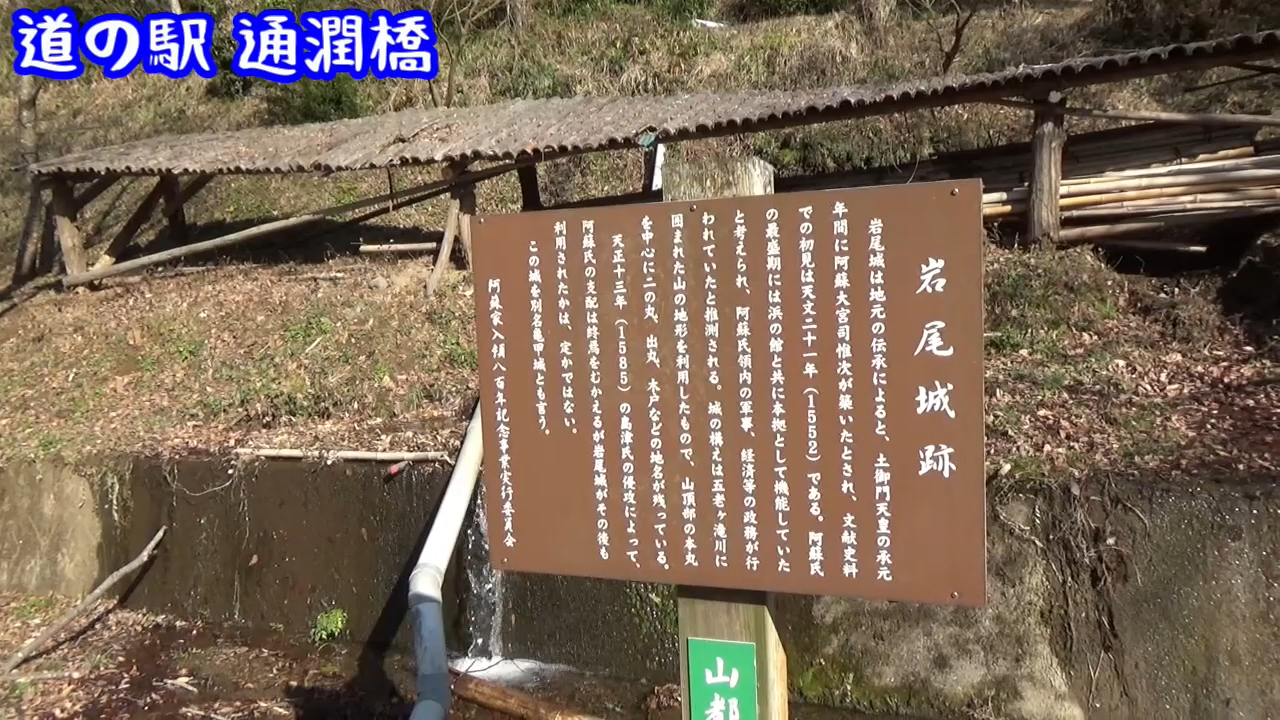 道の駅 通潤橋
岩尾城跡
岩尾城は地元の伝承によると、土御門天皇の承元
年間に阿蘇大宮司惟次が築いたとされ、文献史料
での初見は天文二十一年(1552)である。阿蘇氏
の最盛期には浜の館と共に本拠として機能していた
と考えられ、阿蘇氏領内の軍事、経済等の政務が行
われていたと推測される。城の構えは五老ヶ滝川に
囲まれた山の地形を利用したもので、山頂部の本丸
を中心に二の丸、出丸、木戸などの地名が残っている。
天正十三年(1585)の島津氏の侵攻によって、
阿蘇氏の支配は終焉をむかえるが岩尾城がその後も
利用されたかは、定かではない。
この城を別名亀甲城とも言う。
阿蘇家入領八百年記念事業実行委員会
山都